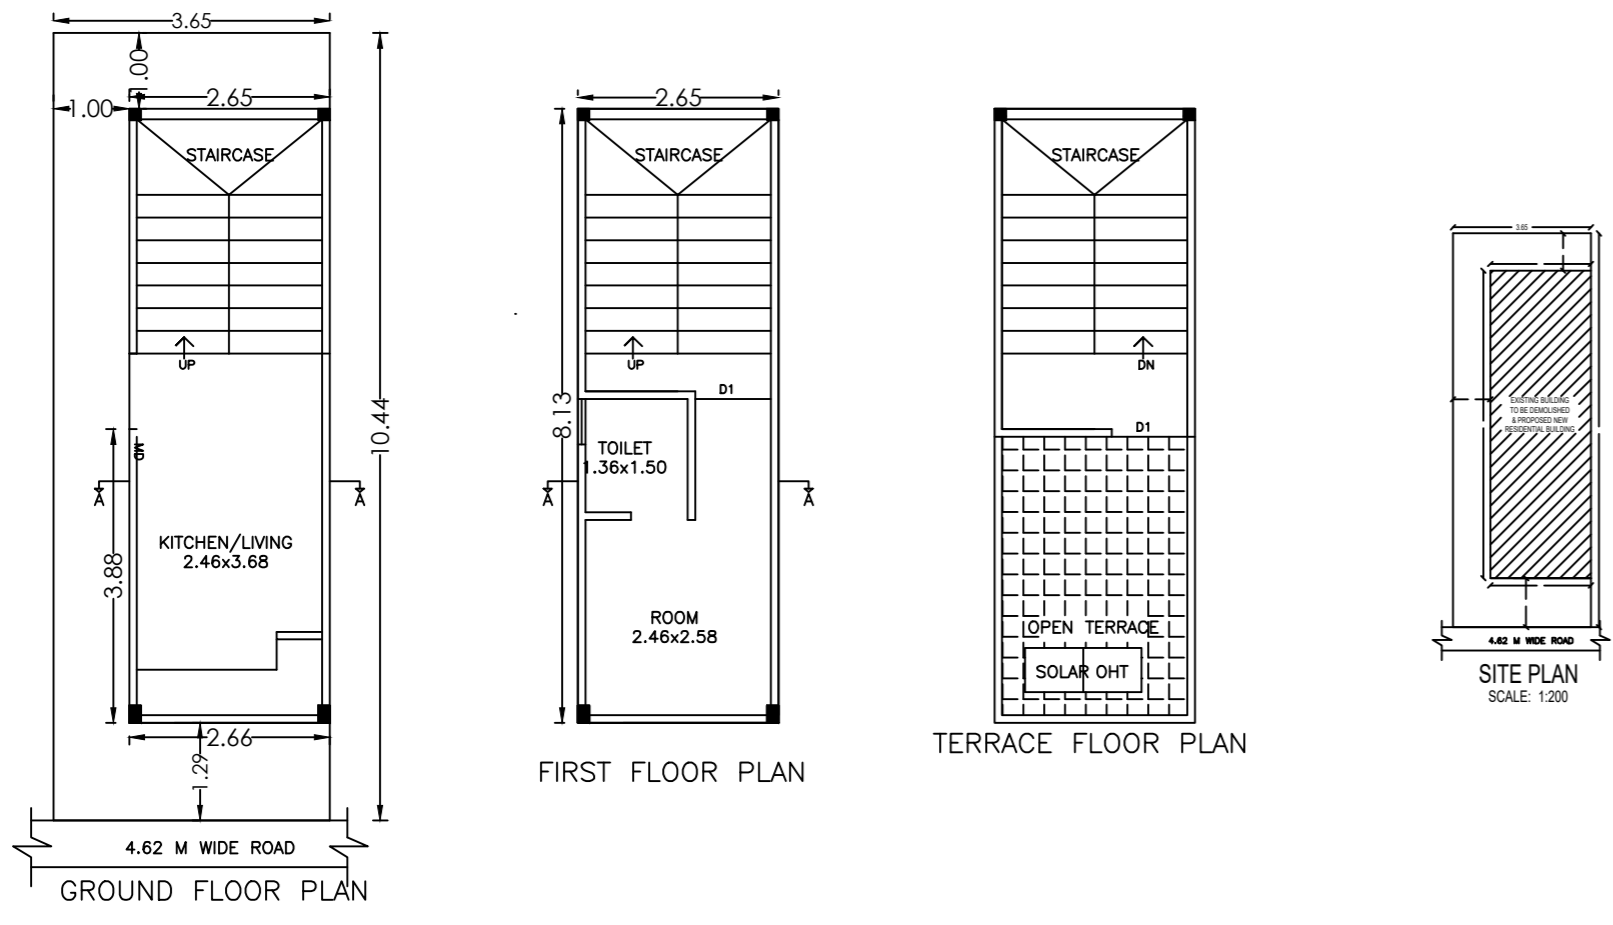 3.65
1.00
2.65
1.00
STAIRCASE
UP
10.44
MD
A
A
KITCHEN/LIVING
2.46x3.68
3.88
2.66
1.29
4.62 M WIDE ROAD
GROUND FLOOR PLAN
2.65
STAIRCASE
UP
D1
8.13
TOILET
1.36x1.50
A
A
ROOM
2.46x2.58
FIRST FLOOR PLAN
STAIRCASE
DN
D1
OPEN TERRACE
SOLAR OHT
TERRACE FLOOR PLAN
3.65
EXISTING BUILDING
TO BE DEMOLISHED
& PROPOSED NEW
RESIDENTIAL BUILDING
4.62 M WIDE ROAD
SITE PLAN
SCALE: 1:200